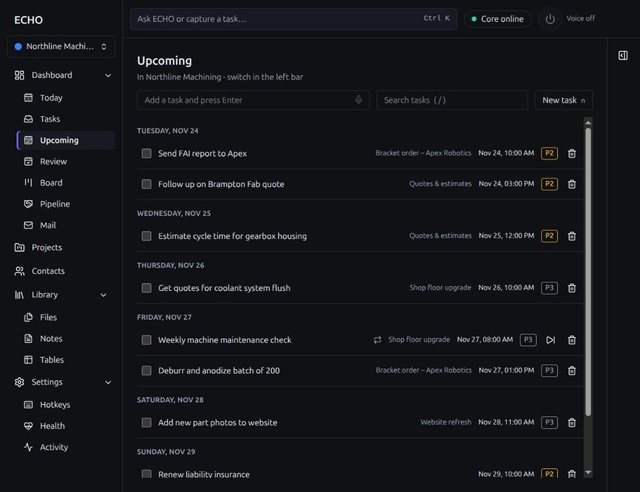 ECHO
Ask ECHO or capture a task…
Ctrl K
Core online
Voice off
Northline Machi…
Dashboard
Today
Tasks
Upcoming
Review
Board
Pipeline
Mail
Projects
Contacts
Library
Files
Notes
Tables
Settings
Hotkeys
Health
Activity
Upcoming
In Northline Machining · switch in the left bar
Add a task and press Enter
Search tasks (/)
New task n
TUESDAY, NOV 24
Send FAI report to Apex Bracket order – Apex Robotics Nov 24, 10:00 AM P2
Follow up on Brampton Fab quote Quotes & estimates Nov 24, 03:00 PM P2
WEDNESDAY, NOV 25
Estimate cycle time for gearbox housing Quotes & estimates Nov 25, 12:00 PM P2
THURSDAY, NOV 26
Get quotes for coolant system flush Shop floor upgrade Nov 26, 10:00 AM P3
FRIDAY, NOV 27
Weekly machine maintenance check Shop floor upgrade Nov 27, 08:00 AM P3
Deburr and anodize batch of 200 Bracket order – Apex Robotics Nov 27, 01:00 PM P3
SATURDAY, NOV 28
Add new part photos to website Website refresh Nov 28, 11:00 AM P3
SUNDAY, NOV 29
Renew liability insurance Nov 29, 10:00 AM P2